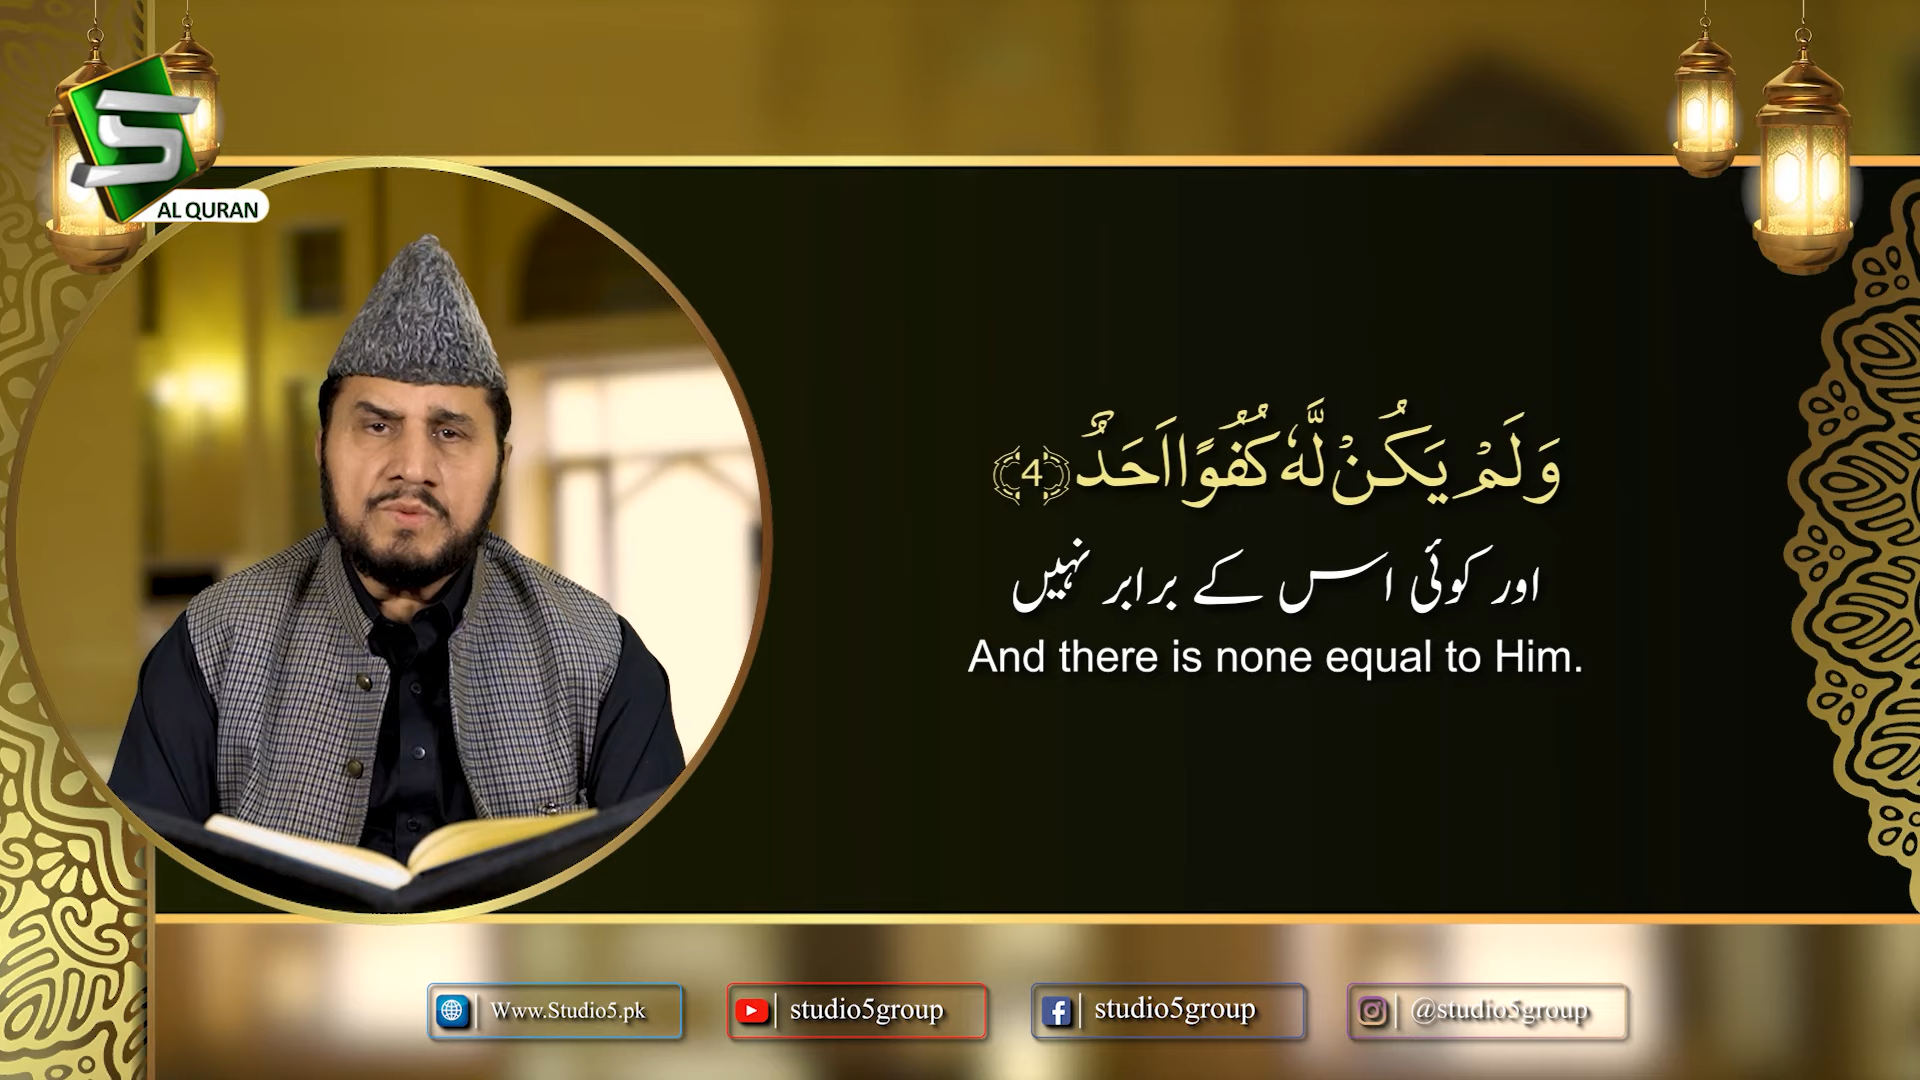 AL QURAN
وَلَمْ يَكُنْ لَّهٗ كُفُوًا اَحَدٌ ﴿4﴾
اور کوئی اس کے برابر نہیں
And there is none equal to Him.
Www.Studio5.pk
studio5group
studio5group
@studio5group